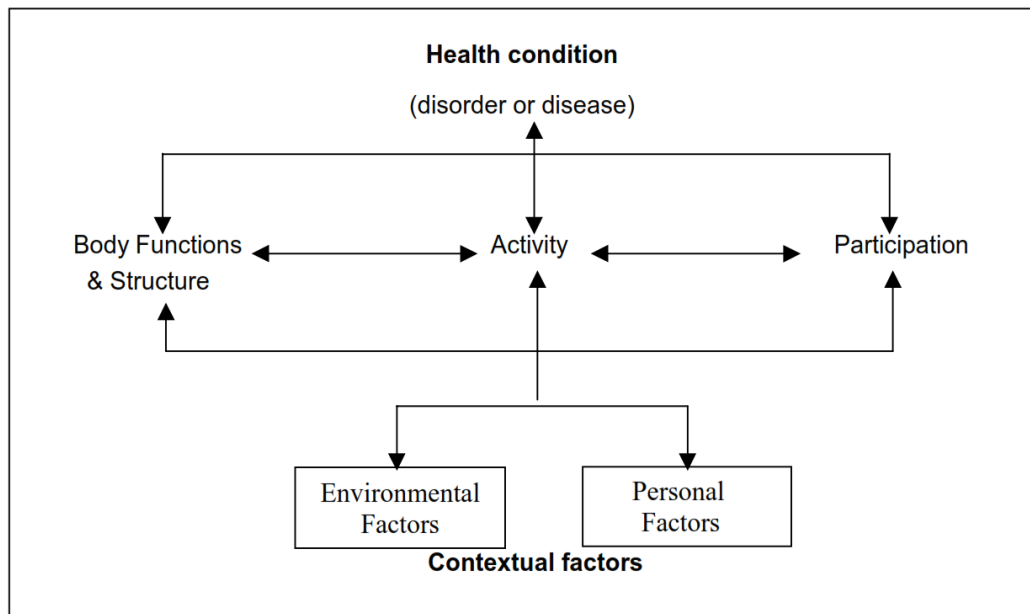 Health condition
(disorder or disease)
Body Functions
& Structure
Activity
Participation
Environmental
Factors
Personal
Factors
Contextual factors